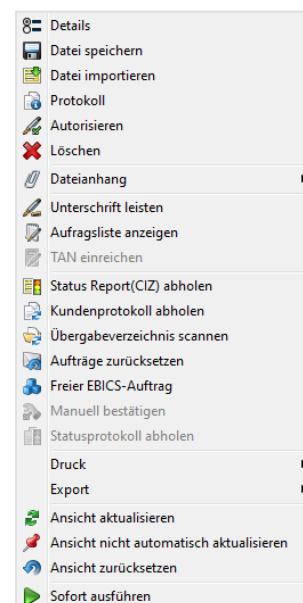 Details
Datei speichern
Datei importieren
Protokoll
Autorisieren
Löschen
Dateianhang
Unterschrift leisten
Aufragsliste anzeigen
TAN einreichen
Status Report(CIZ) abholen
Kundenprotokoll abholen
Übergabeverzeichnis scannen
Aufträge zurücksetzen
Freier EBICS-Auftrag
Manuell bestätigen
Statusprotokoll abholen
Druck
Export
Ansicht aktualisieren
Ansicht nicht automatisch aktualisieren
Ansicht zurücksetzen
Sofort ausführen